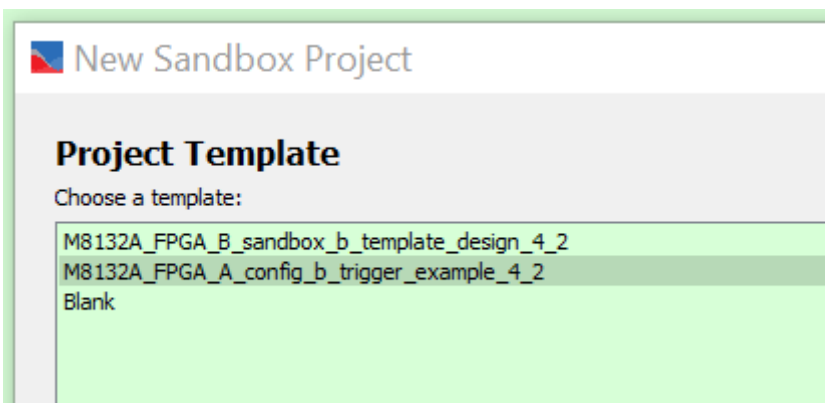 New Sandbox Project
Project Template
Choose a template:
M8132A_FPGA_B_sandbox_b_template_design_4_2
M8132A_FPGA_A_config_b_trigger_example_4_2
Blank